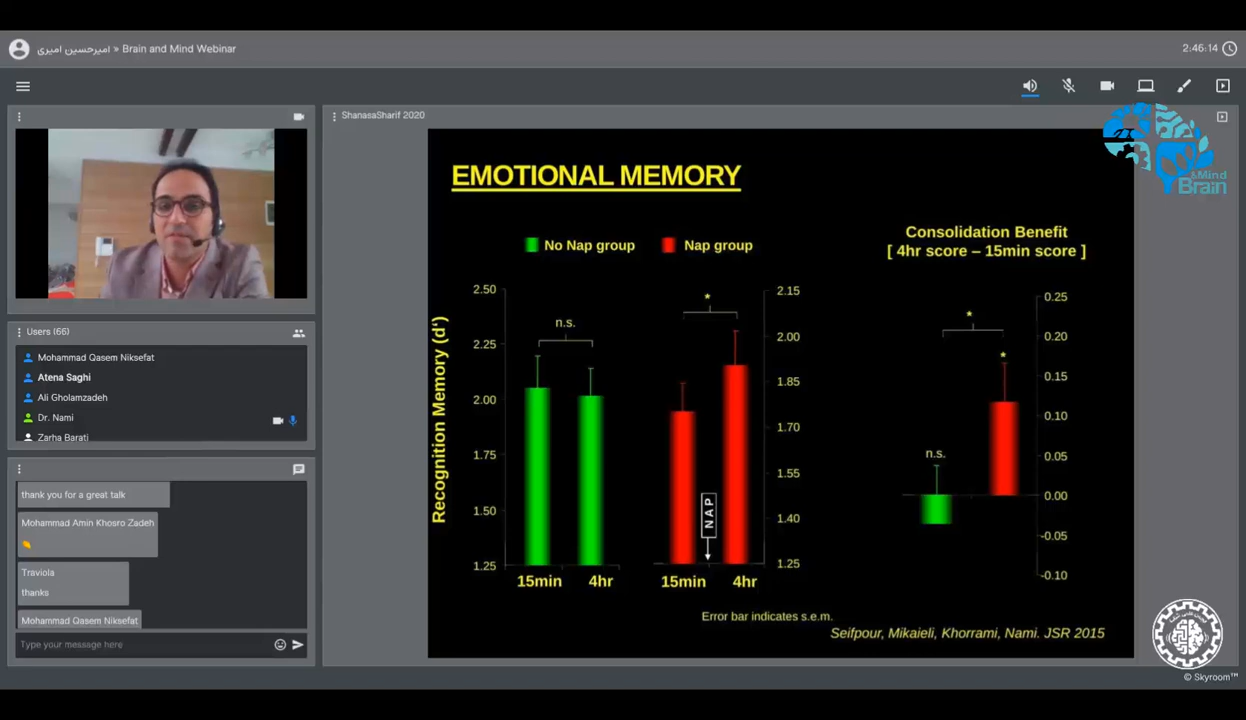 امیرحسین امیری » Brain and Mind Webinar
2:46:14
ShanasaSharif 2020
&Mind
Brain
Users (66)
Mohammad Qasem Niksefat
Atena Saghi
Ali Gholamzadeh
Dr. Nami
Zarha Barati
thank you for a great talk
Mohammad Amin Khosro Zadeh
Traviola
thanks
Mohammad Qasem Niksefat
Type your message here
EMOTIONAL MEMORY
No Nap group
Nap group
Recognition Memory (d')
2.50
2.25
2.00
1.75
1.50
1.25
n.s.
15min
4hr
*
NAP
15min
4hr
2.15
2.00
1.85
1.70
1.55
1.40
1.25
Consolidation Benefit
[ 4hr score – 15min score ]
*
*
n.s.
0.25
0.20
0.15
0.10
0.05
0.00
-0.05
-0.10
Error bar indicates s.e.m.
Seifpour, Mikaieli, Khorrami, Nami. JSR 2015
© Skyroom™